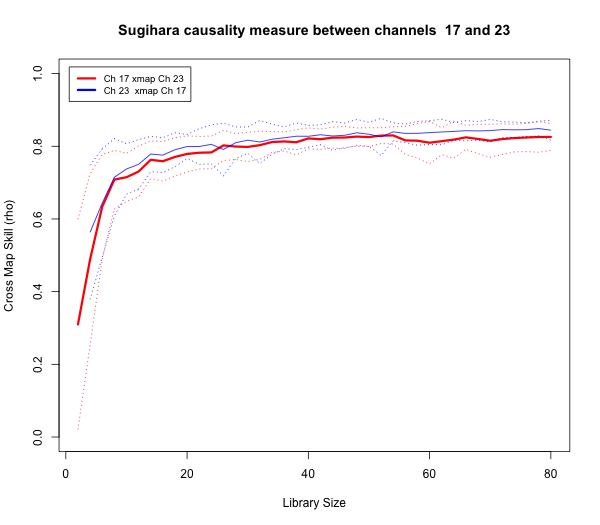 Sugihara causality measure between channels  17 and 23
Ch 17 xmap Ch 23
Ch 23  xmap Ch 17
Cross Map Skill (rho)
1.0
0.8
0.6
0.4
0.2
0.0
0 20 40 60 80
Library Size